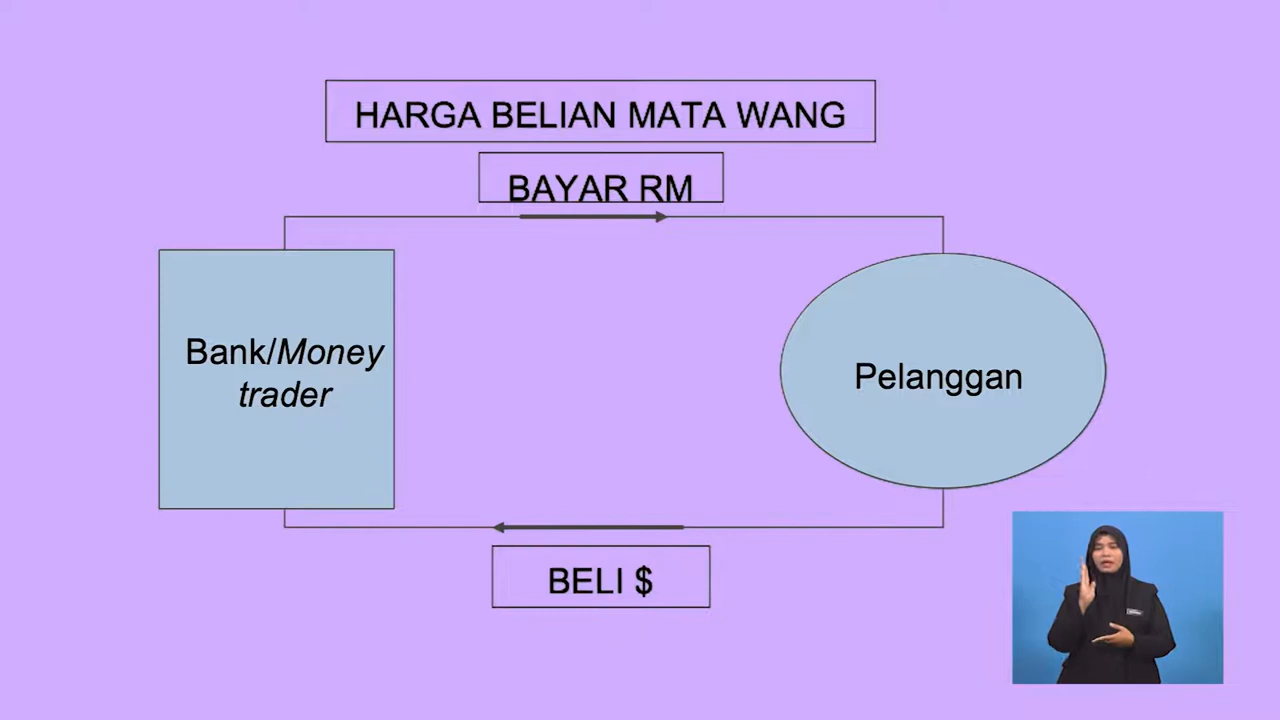 HARGA BELIAN MATA WANG
BAYAR RM
Bank/Money
trader
Pelanggan
BELI $